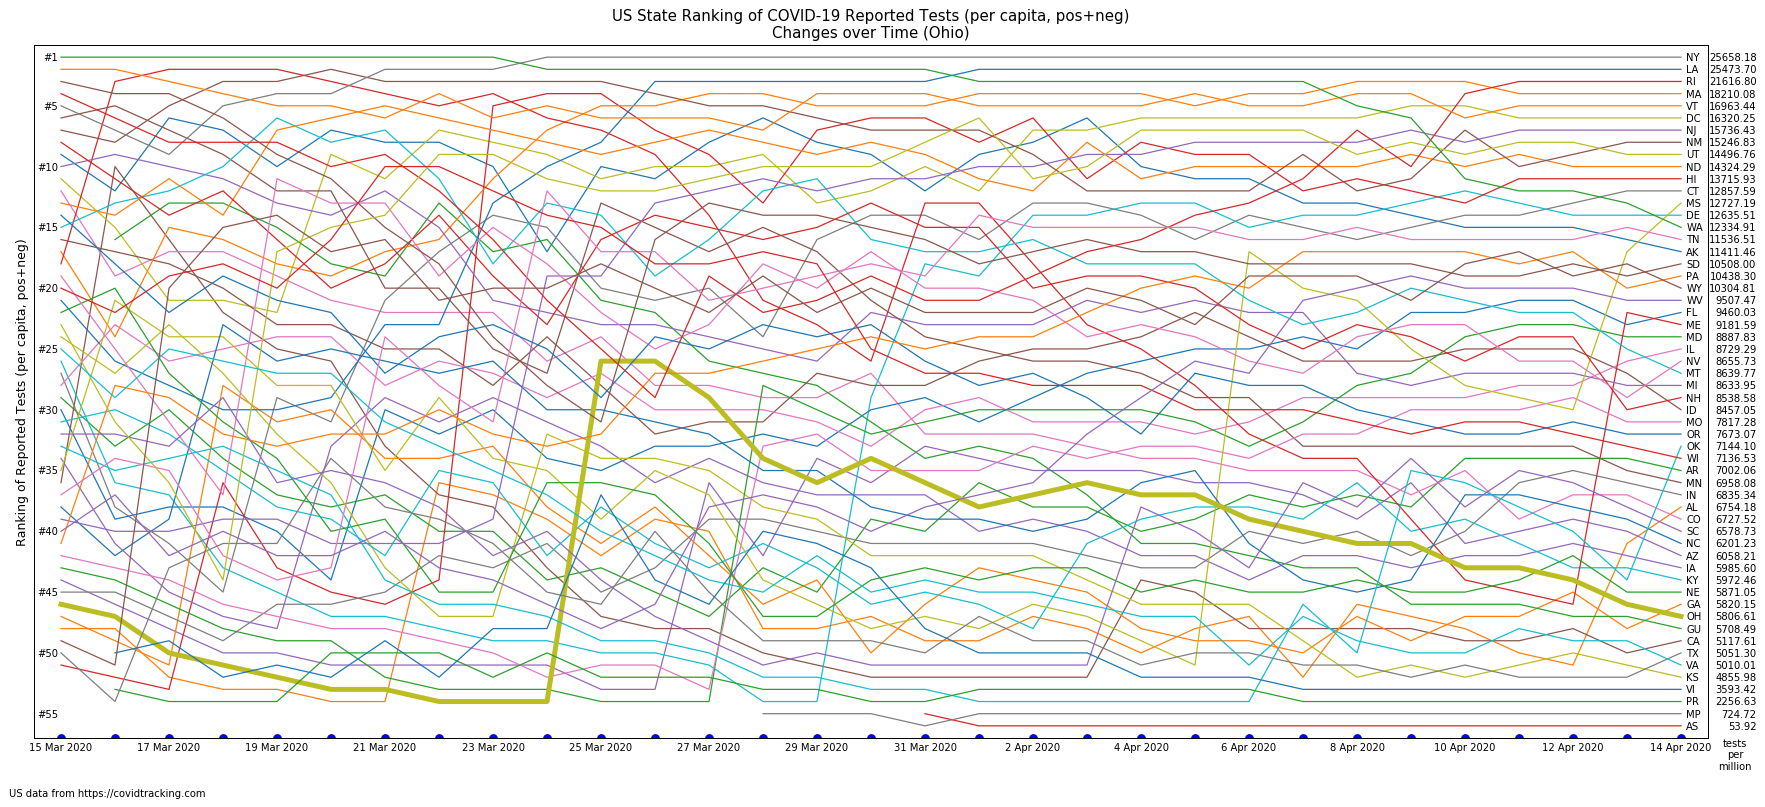 US State Ranking of COVID-19 Reported Tests (per capita, pos+neg)
Changes over Time (Ohio)
Ranking of Reported Tests (per capita, pos+neg)
#1
#5
#10
#15
#20
#25
#30
#35
#40
#45
#50
#55
NY 25658.18
LA 25473.70
RI 21616.80
MA 18210.08
VT 16963.44
DC 16320.25
NJ 15736.43
NM 15246.83
UT 14496.76
ND 14324.29
HI 13715.93
CT 12857.59
MS 12727.19
DE 12635.51
WA 12334.91
TN 11536.51
AK 11411.46
SD 10508.00
PA 10438.30
WY 10304.81
WV 9507.47
FL 9460.03
ME 9181.59
MD 8887.83
IL 8729.29
NV 8655.73
MT 8639.77
MI 8633.95
NH 8538.58
ID 8457.05
MO 7817.28
OR 7673.07
OK 7144.10
WI 7136.53
AR 7002.06
MN 6958.08
IN 6835.34
AL 6754.18
CO 6727.52
SC 6578.73
NC 6201.23
AZ 6058.21
IA 5985.60
KY 5972.46
NE 5871.05
GA 5820.15
OH 5806.61
GU 5708.49
CA 5117.61
TX 5051.30
VA 5010.01
KS 4855.98
VI 3593.42
PR 2256.63
MP 724.72
AS 53.92
15 Mar 2020 17 Mar 2020 19 Mar 2020 21 Mar 2020 23 Mar 2020 25 Mar 2020 27 Mar 2020 29 Mar 2020 31 Mar 2020 2 Apr 2020 4 Apr 2020 6 Apr 2020 8 Apr 2020 10 Apr 2020 12 Apr 2020 14 Apr 2020
tests
per
million
US data from https://covidtracking.com